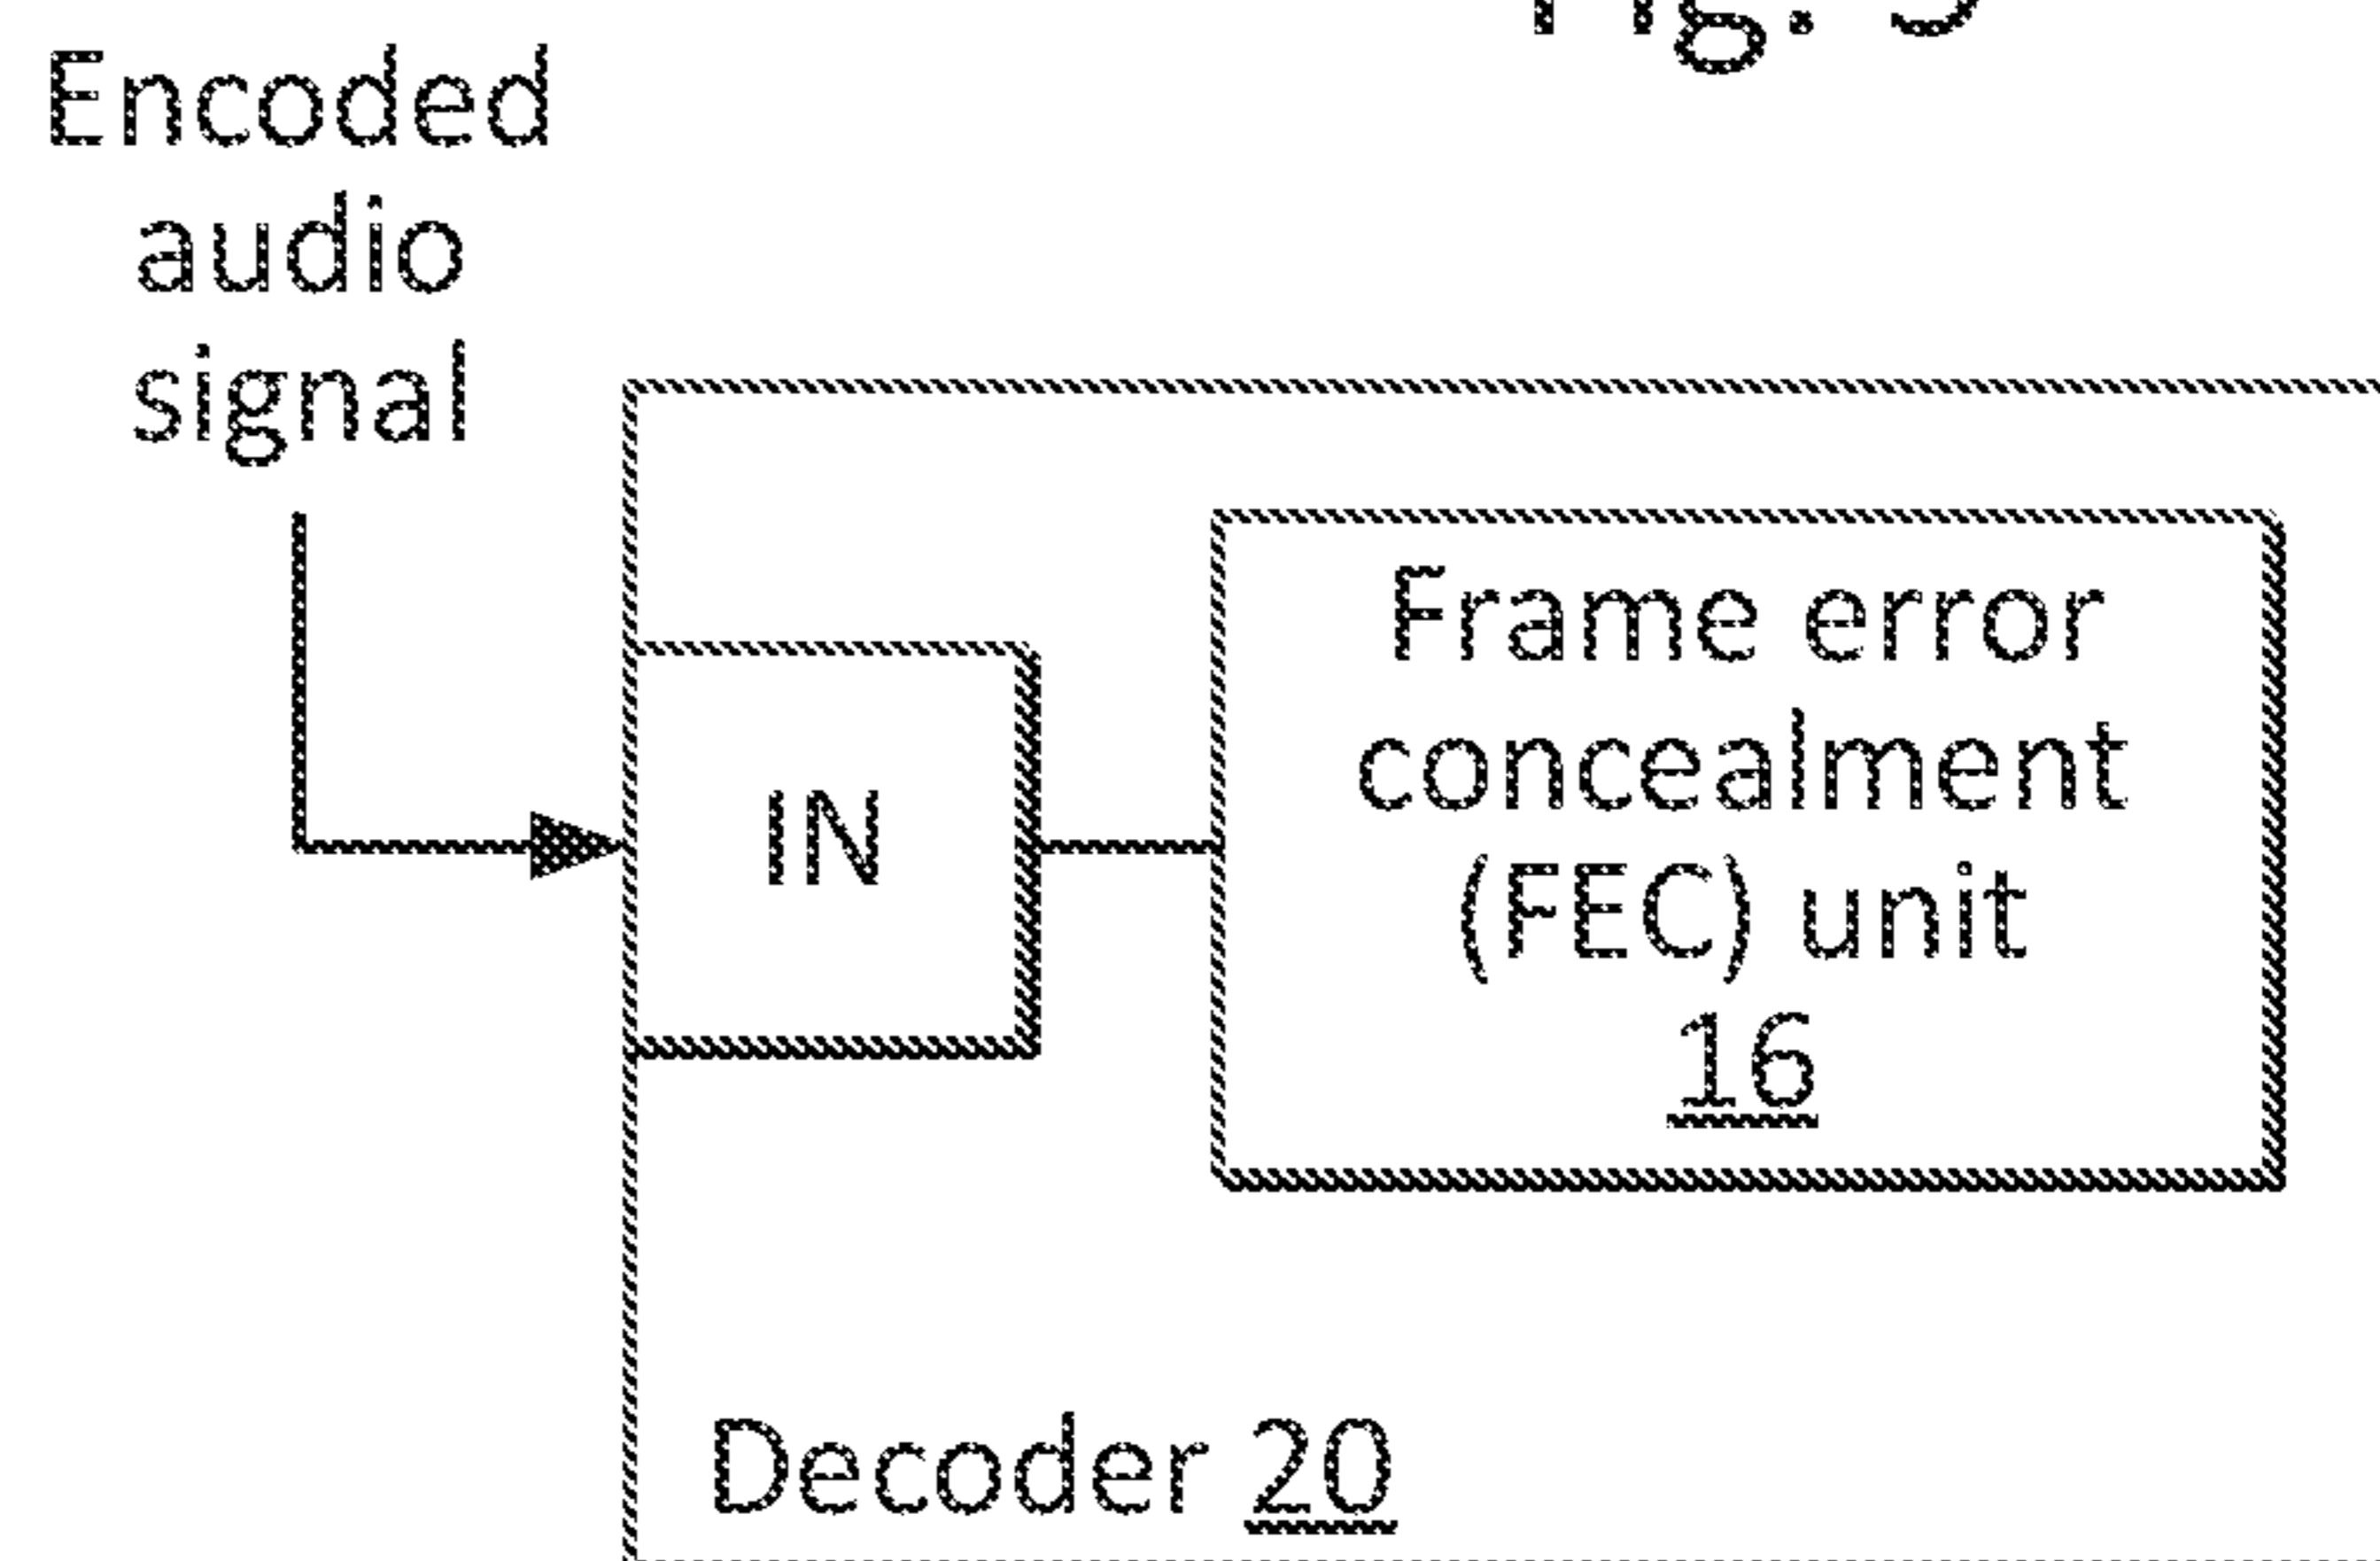 Encoded
audio
signal
IN
Frame error
concealment
(FEC) unit
16
Decoder 20